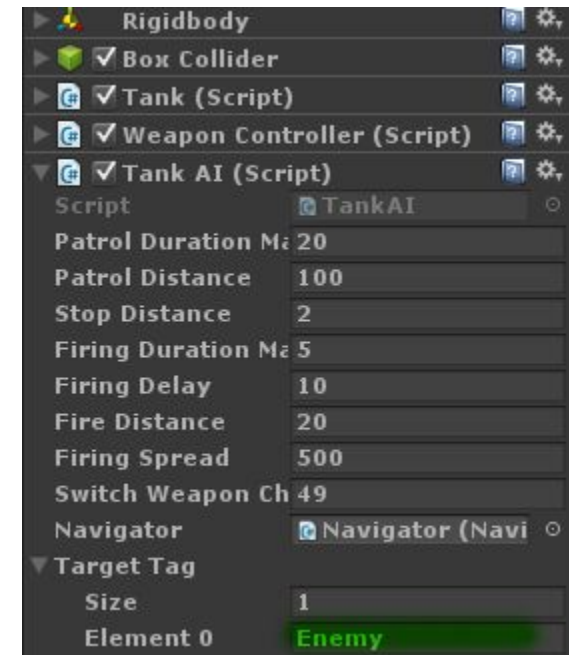 Rigidbody
Box Collider
Tank (Script)
Weapon Controller (Script)
Tank AI (Script)
Script TankAI
Patrol Duration Ma 20
Patrol Distance 100
Stop Distance 2
Firing Duration Ma 5
Firing Delay 10
Fire Distance 20
Firing Spread 500
Switch Weapon Ch 49
Navigator Navigator (Navi
Target Tag
Size 1
Element 0 Enemy